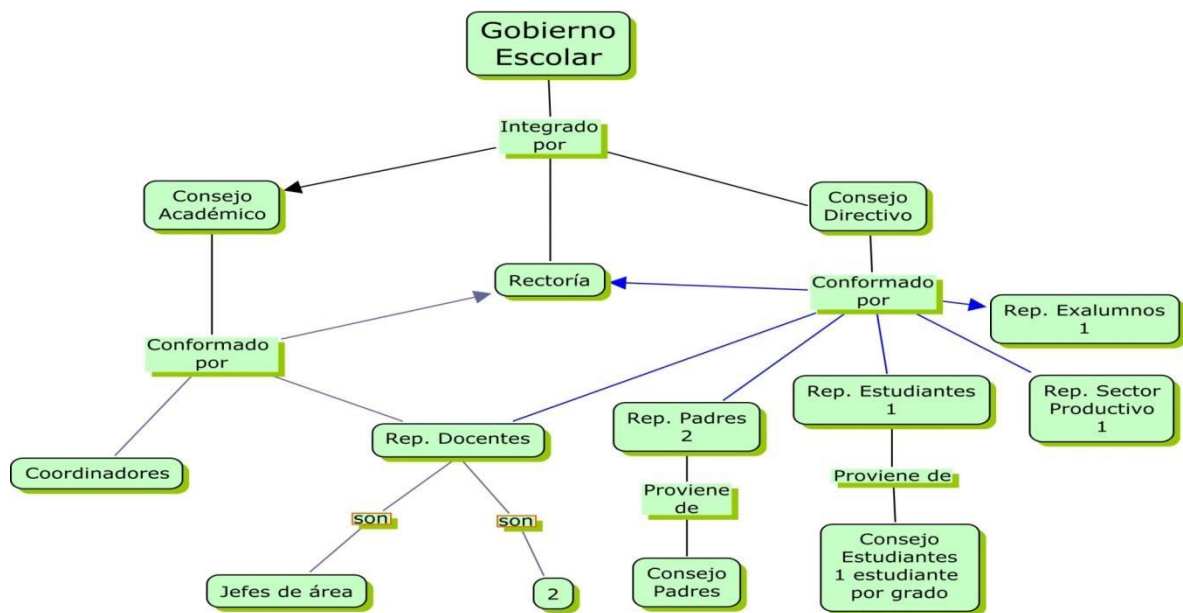 Gobierno
Escolar
Integrado
por
Consejo
Académico
Consejo
Directivo
Rectoría
Conformado
por
Rep. Exalumnos
1
Conformado
por
Rep. Estudiantes
1
Rep. Sector
Productivo
1
Rep. Padres
2
Rep. Docentes
Coordinadores
Proviene de
Proviene
de
son
son
Consejo
Estudiantes
1 estudiante
por grado
Consejo
Padres
Jefes de área
2